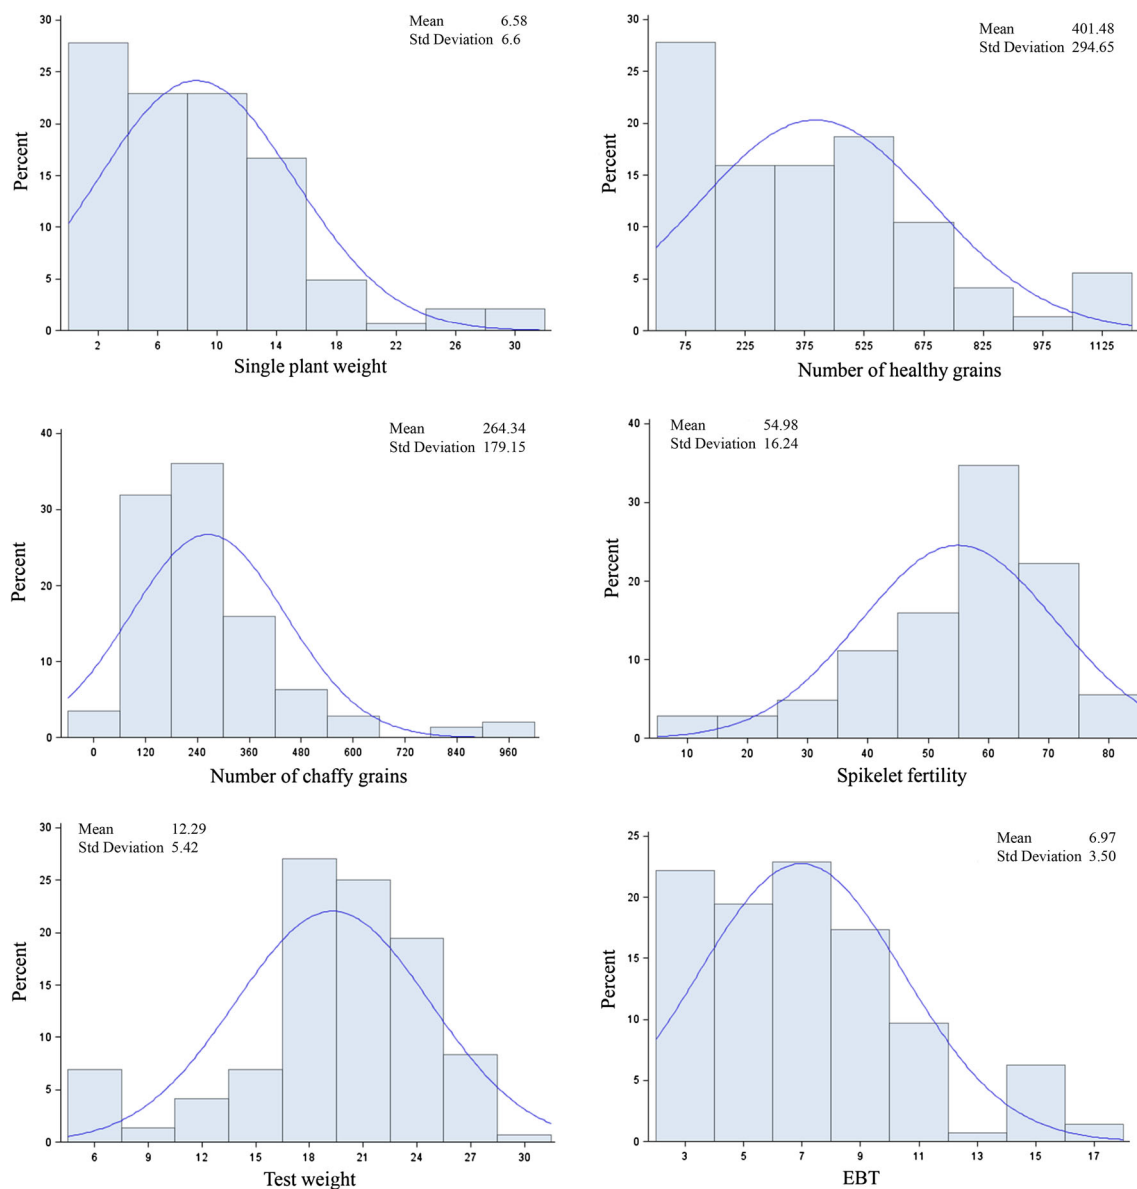 Mean 6.58
Std Deviation 6.6
30
25
20
15
10
5
0
Percent
2 6 10 14 18 22 26 30
Single plant weight
Mean 401.48
Std Deviation 294.65
30
25
20
15
10
5
0
Percent
75 225 375 525 675 825 975 1125
Number of healthy grains
Mean 264.34
Std Deviation 179.15
40
30
20
10
0
Percent
0 120 240 360 480 600 720 840 960
Number of chaffy grains
Mean 54.98
Std Deviation 16.24
40
30
20
10
0
Percent
10 20 30 40 50 60 70 80
Spikelet fertility
Mean 12.29
Std Deviation 5.42
30
25
20
15
10
5
0
Percent
6 9 12 15 18 21 24 27 30
Test weight
Mean 6.97
Std Deviation 3.50
25
20
15
10
5
0
Percent
3 5 7 9 11 13 15 17
EBT